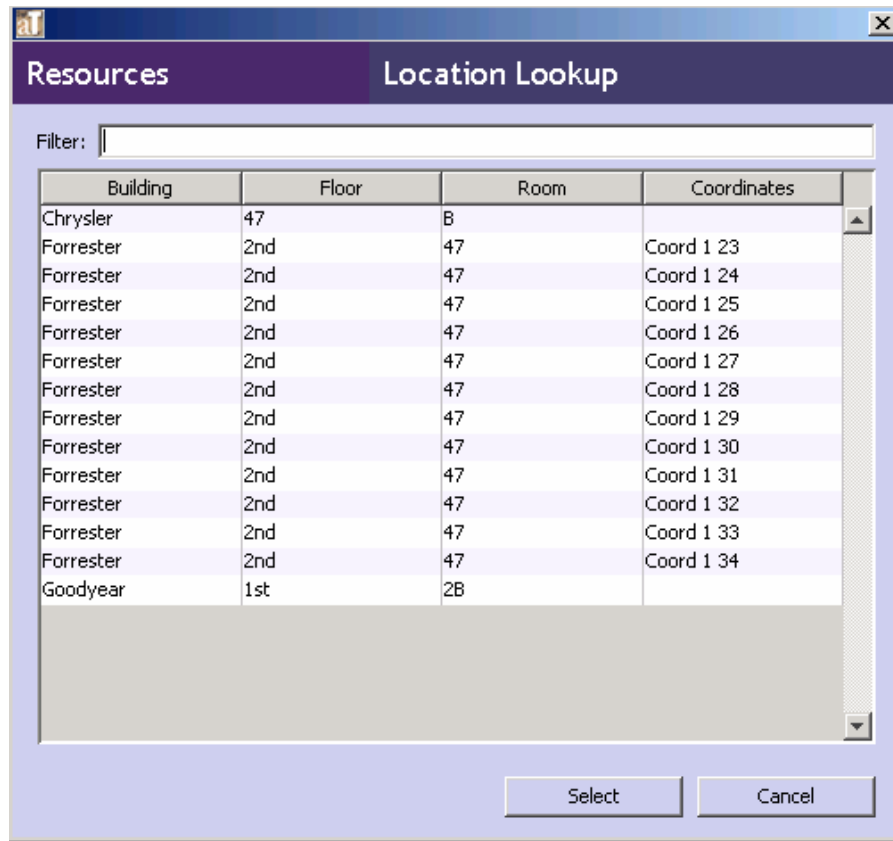 aT
Resources Location Lookup
Filter:
Building Floor Room Coordinates
Chrysler 47 B
Forrester 2nd 47 Coord 1 23
Forrester 2nd 47 Coord 1 24
Forrester 2nd 47 Coord 1 25
Forrester 2nd 47 Coord 1 26
Forrester 2nd 47 Coord 1 27
Forrester 2nd 47 Coord 1 28
Forrester 2nd 47 Coord 1 29
Forrester 2nd 47 Coord 1 30
Forrester 2nd 47 Coord 1 31
Forrester 2nd 47 Coord 1 32
Forrester 2nd 47 Coord 1 33
Forrester 2nd 47 Coord 1 34
Goodyear 1st 2B
Select Cancel